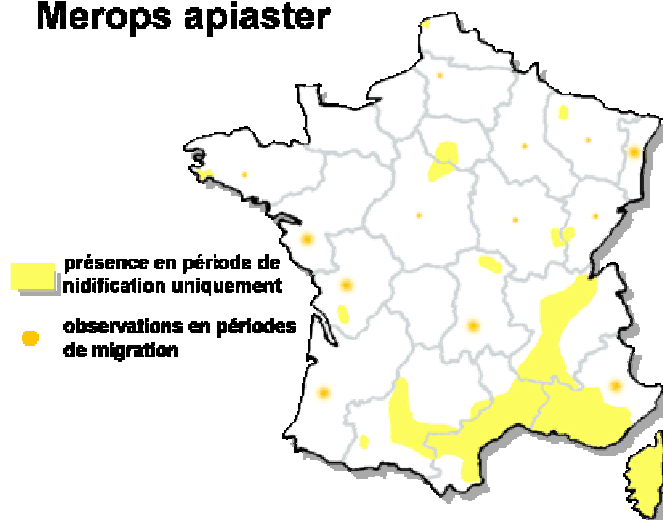 Merops apiaster
présence en période de
nidification uniquement
observations en périodes
de migration